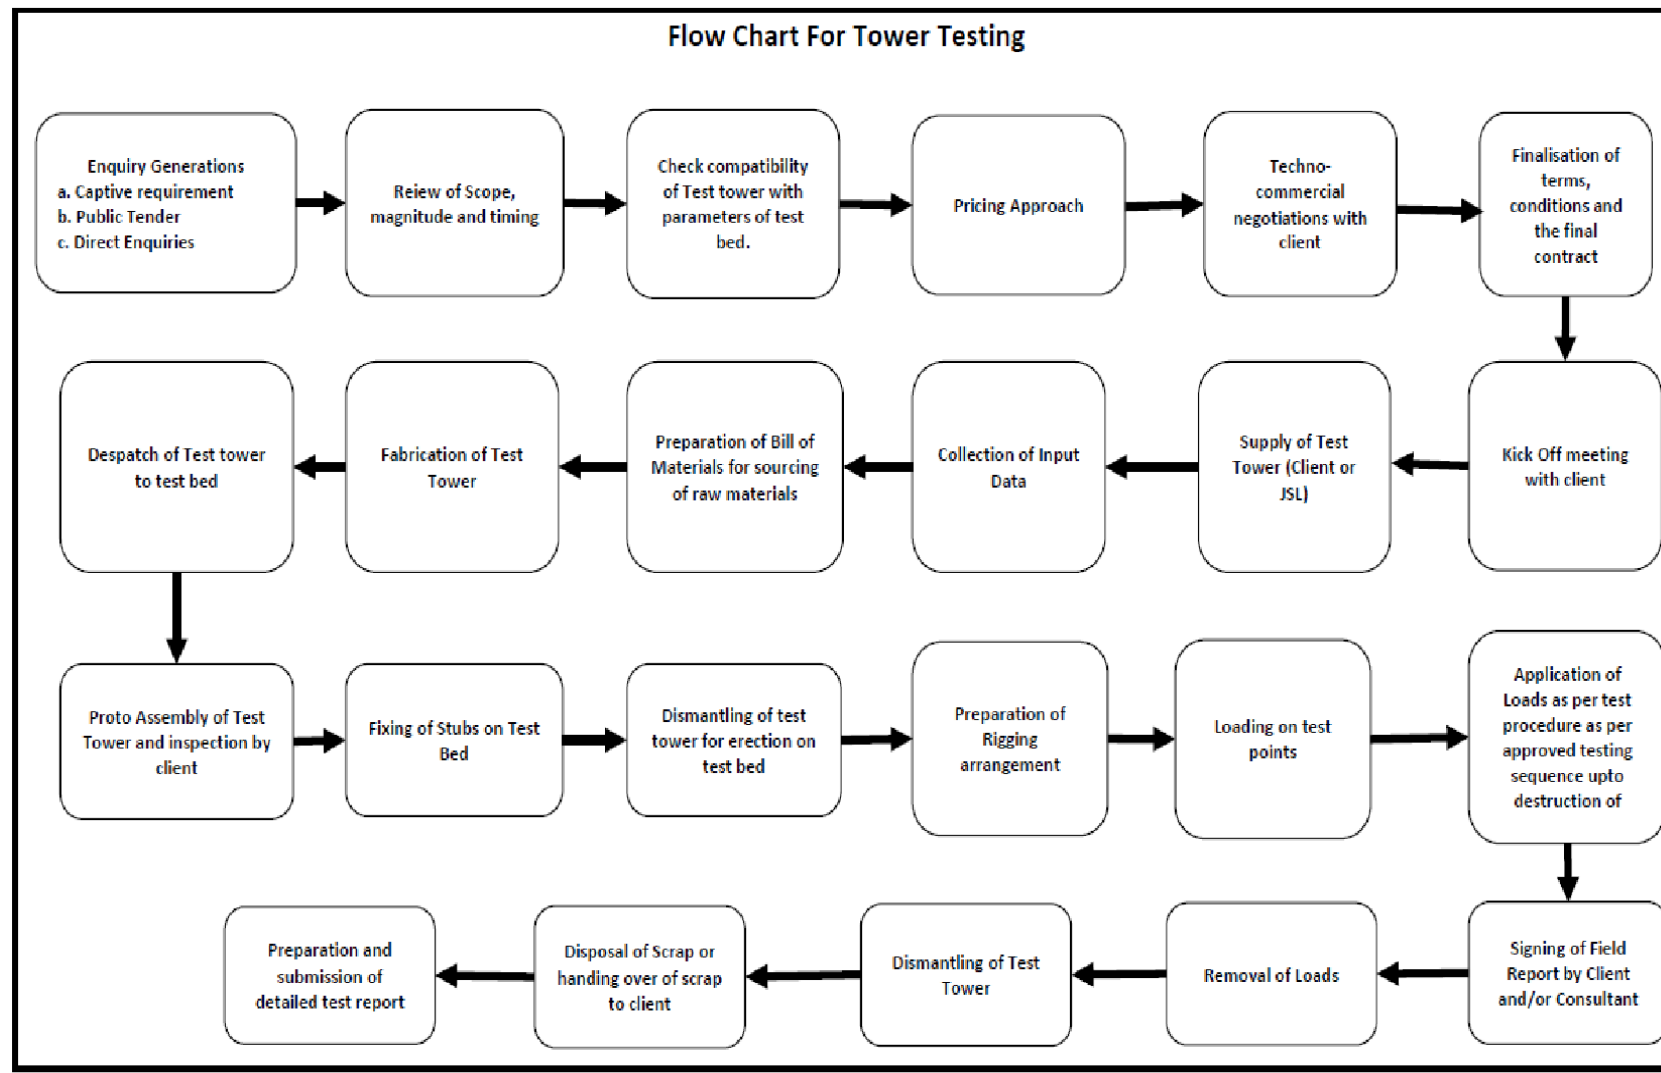 Flow Chart For Tower Testing
Enquiry Generations
a. Captive requirement
b. Public Tender
c. Direct Enquiries
Reiew of Scope,
magnitude and timing
Check compatibility
of Test tower with
parameters of test
bed.
Pricing Approach
Techno-
commercial
negotiations with
client
Finalisation of
terms,
conditions and
the final
contract
Kick Off meeting
with client
Supply of Test
Tower (Client or
JSL)
Collection of Input
Data
Preparation of Bill of
Materials for sourcing
of raw materials
Fabrication of Test
Tower
Despatch of Test tower
to test bed
Proto Assembly of Test
Tower and inspection by
client
Fixing of Stubs on Test
Bed
Dismantling of test
tower for erection on
test bed
Preparation of
Rigging
arrangement
Loading on test
points
Application of
Loads as per test
procedure as per
approved testing
sequence upto
destruction of
Signing of Field
Report by Client
and/or Consultant
Removal of Loads
Dismantling of Test
Tower
Disposal of Scrap or
handing over of scrap
to client
Preparation and
submission of
detailed test report